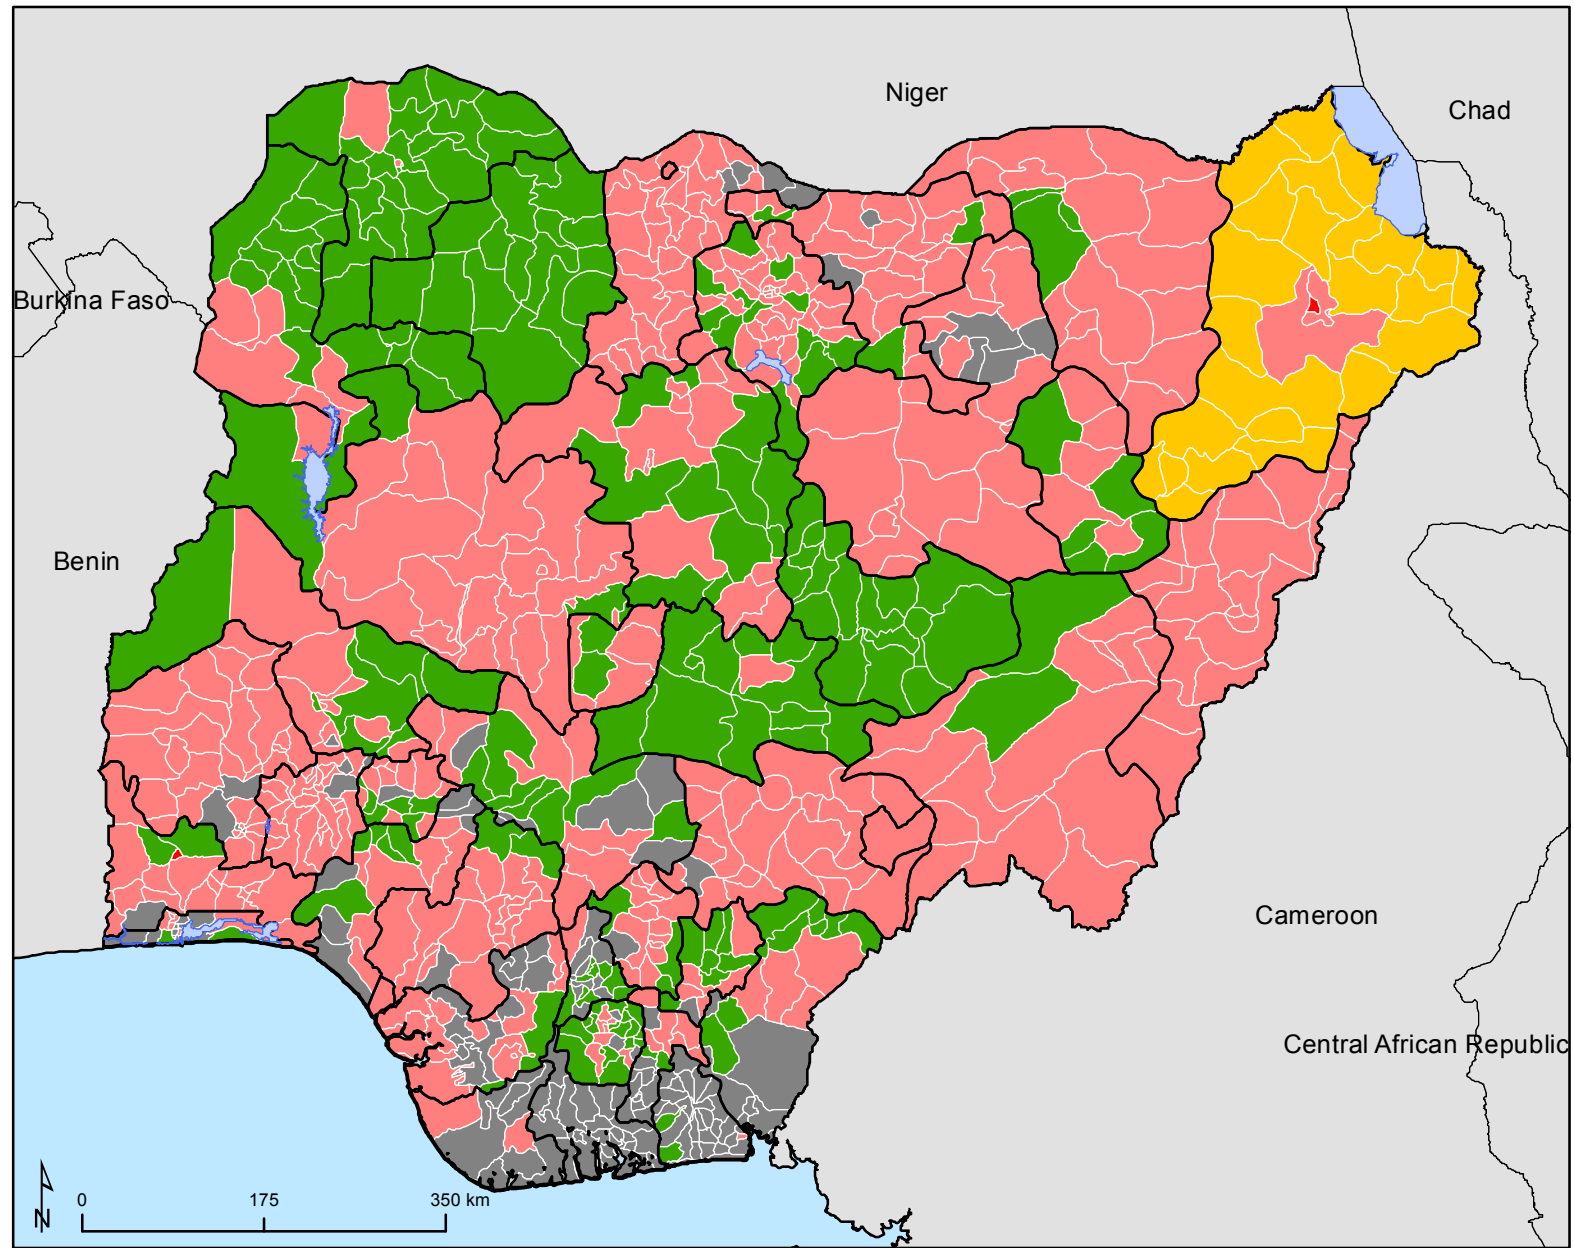 Niger
Chad
Burkina Faso
Benin
Cameroon
Central African Republic
N
0 175 350 km